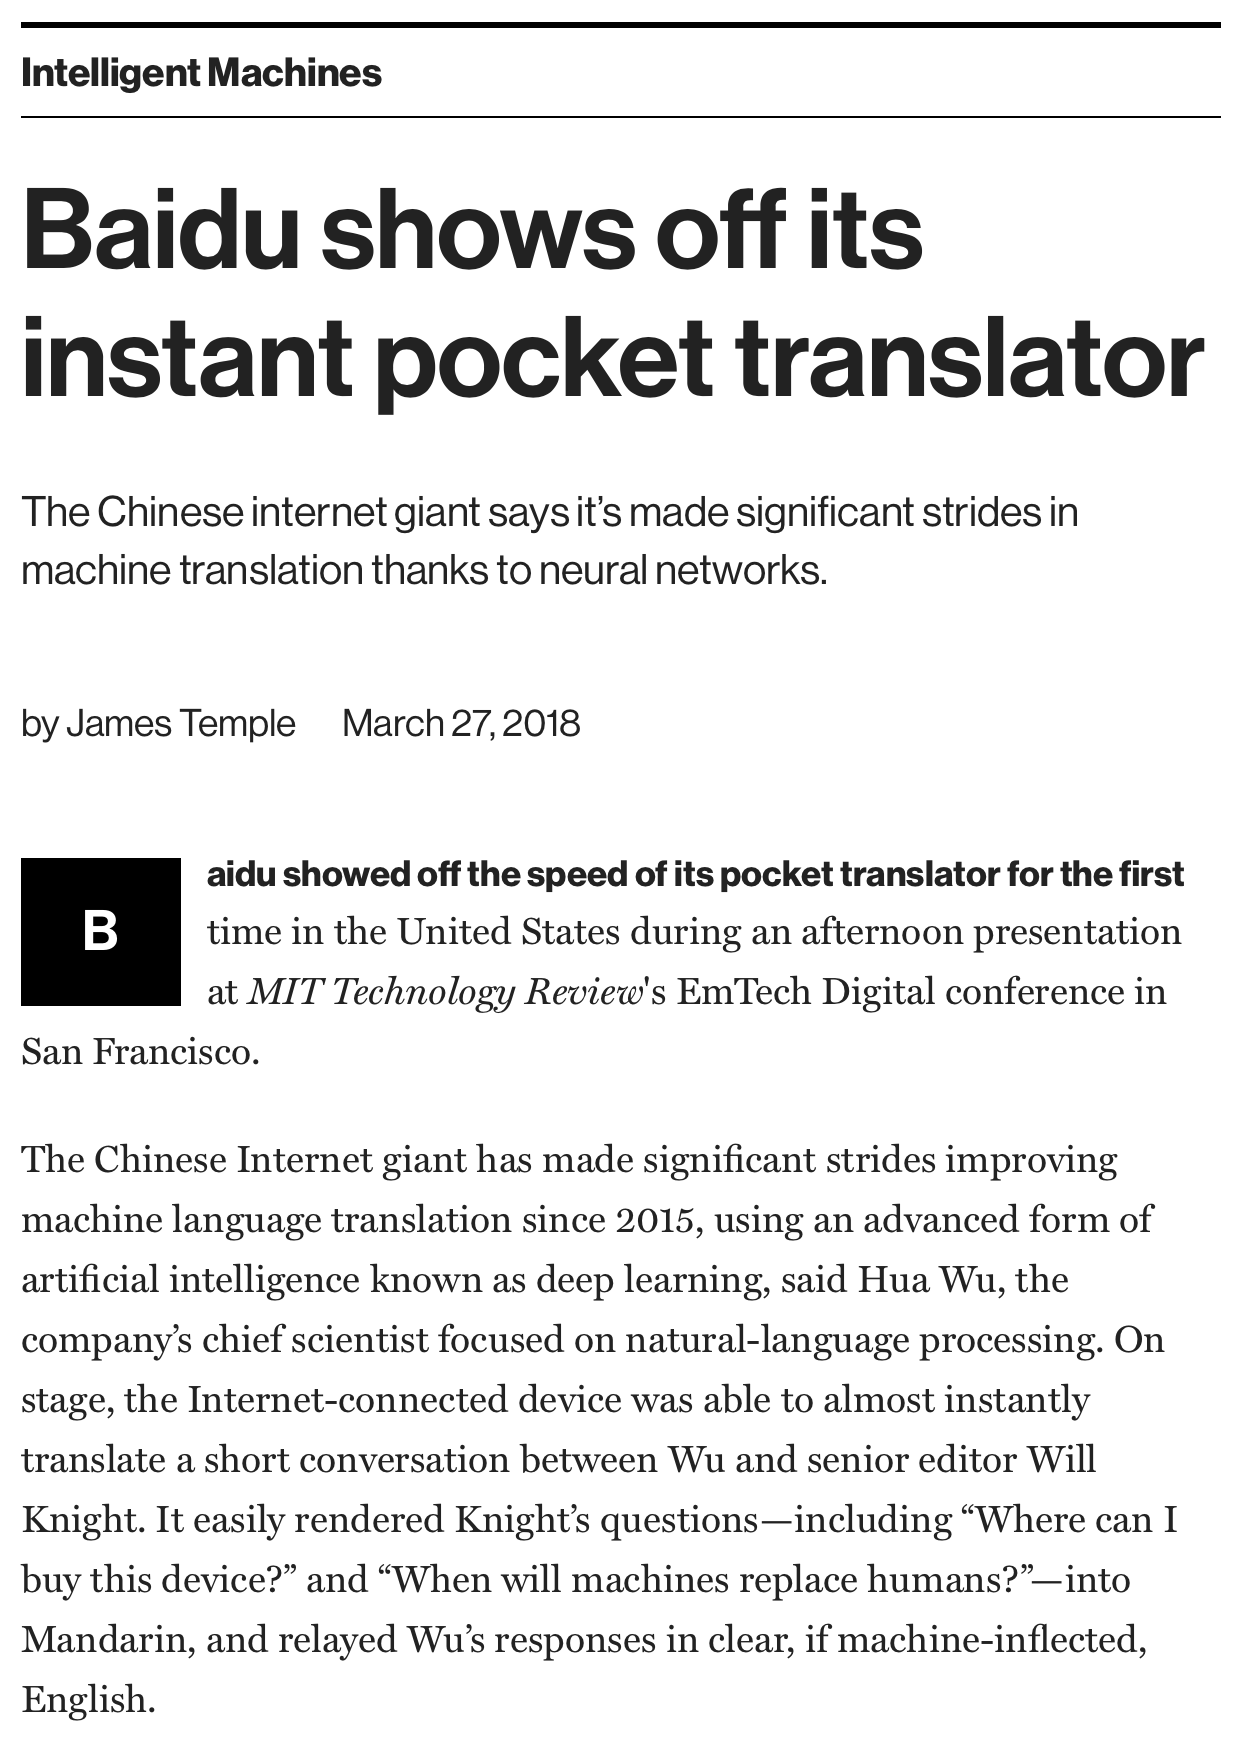 Intelligent Machines
Baidu shows off its
instant pocket translator
The Chinese internet giant says it’s made significant strides in
machine translation thanks to neural networks.
by James Temple March 27, 2018
Baidu showed off the speed of its pocket translator for the first
time in the United States during an afternoon presentation
at MIT Technology Review's EmTech Digital conference in
San Francisco.
The Chinese Internet giant has made significant strides improving
machine language translation since 2015, using an advanced form of
artificial intelligence known as deep learning, said Hua Wu, the
company’s chief scientist focused on natural-language processing. On
stage, the Internet-connected device was able to almost instantly
translate a short conversation between Wu and senior editor Will
Knight. It easily rendered Knight’s questions—including “Where can I
buy this device?” and “When will machines replace humans?”—into
Mandarin, and relayed Wu’s responses in clear, if machine-inflected,
English.